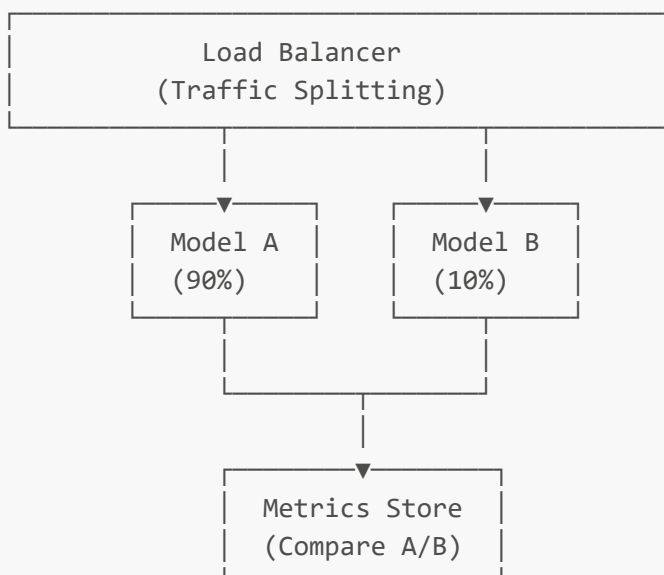 Load Balancer
(Traffic Splitting)
Model A
(90%)
Model B
(10%)
Metrics Store
(Compare A/B)